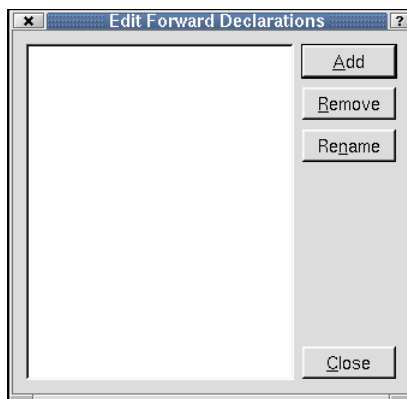 Edit Forward Declarations ?
Add
Remove
Rename
Close